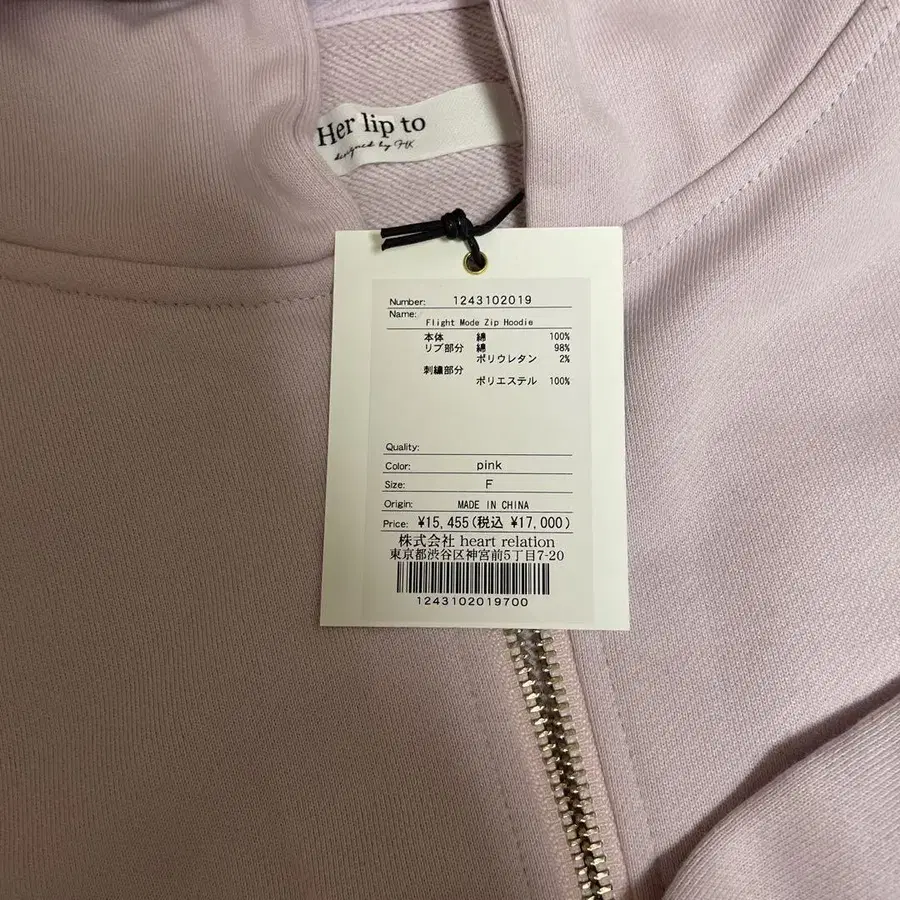 Her lip to
designed by HK
Number: 1243102019
Name: Flight Mode Zip Hoodie
本体 綿 100%
リブ部分 綿 98%
ポリウレタン 2%
刺繍部分
ポリエステル 100%
Quality:
Color: pink
Size: F
Origin: MADE IN CHINA
Price: ¥15,455(税込 ¥17,000)
株式会社 heart relation
東京都渋谷区神宮前5丁目7-20
1243102019700